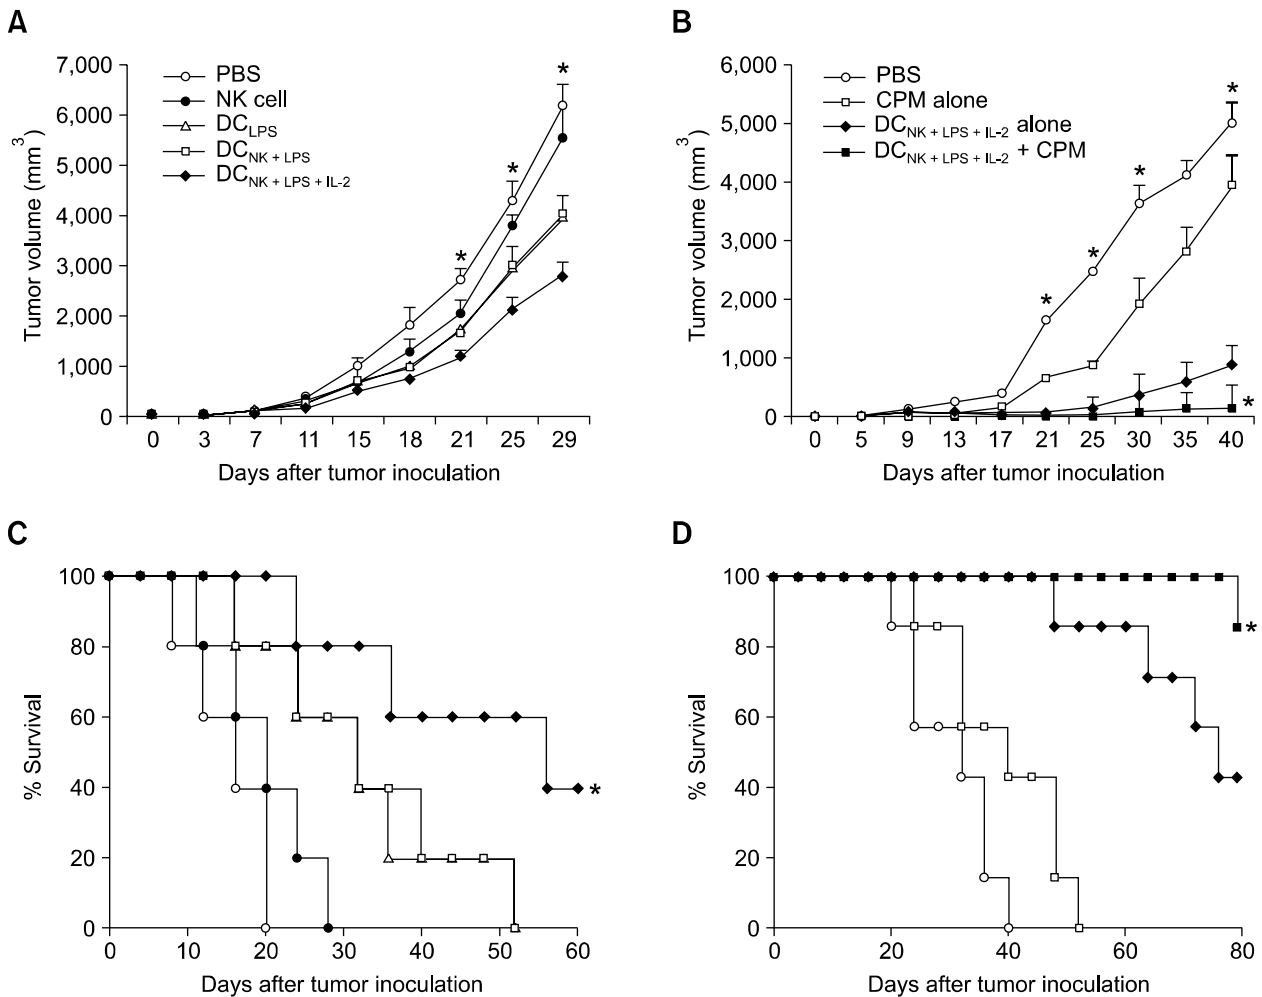 A
7,000
6,000
5,000
4,000
3,000
2,000
1,000
0
Tumor volume (mm3)
PBS
NK cell
DCLPS
DCNK + LPS
DCNK + LPS + IL-2
*
*
*
0 3 7 11 15 18 21 25 29
Days after tumor inoculation
B
6,000
5,000
4,000
3,000
2,000
1,000
0
Tumor volume (mm3)
PBS
CPM alone
DCNK + LPS + IL-2 alone
DCNK + LPS + IL-2 + CPM
*
*
*
*
*
0 5 9 13 17 21 25 30 35 40
Days after tumor inoculation
C
100
80
60
40
20
0
% Survival
*
0 10 20 30 40 50 60
Days after tumor inoculation
D
100
80
60
40
20
0
% Survival
*
0 20 40 60 80
Days after tumor inoculation